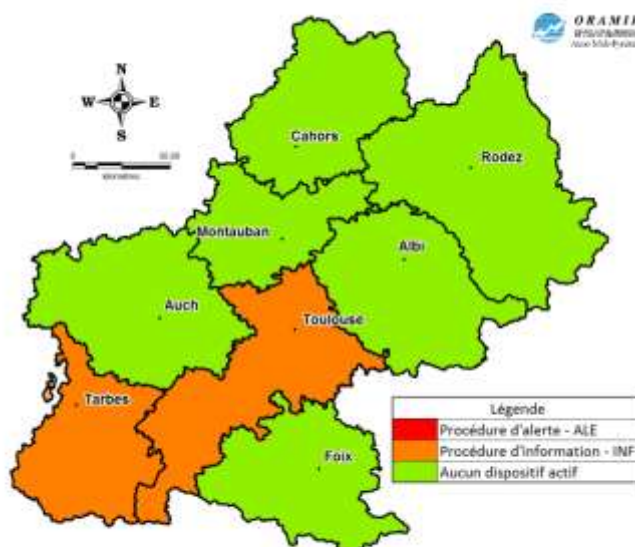 ORAMIP
N
W E
S
Cahors
Rodez
Montauban
Albi
Auch
Toulouse
Tarbes
Foix
Légende
Procédure d'alerte - ALE
Procédure d'information - INF
Aucun dispositif actif